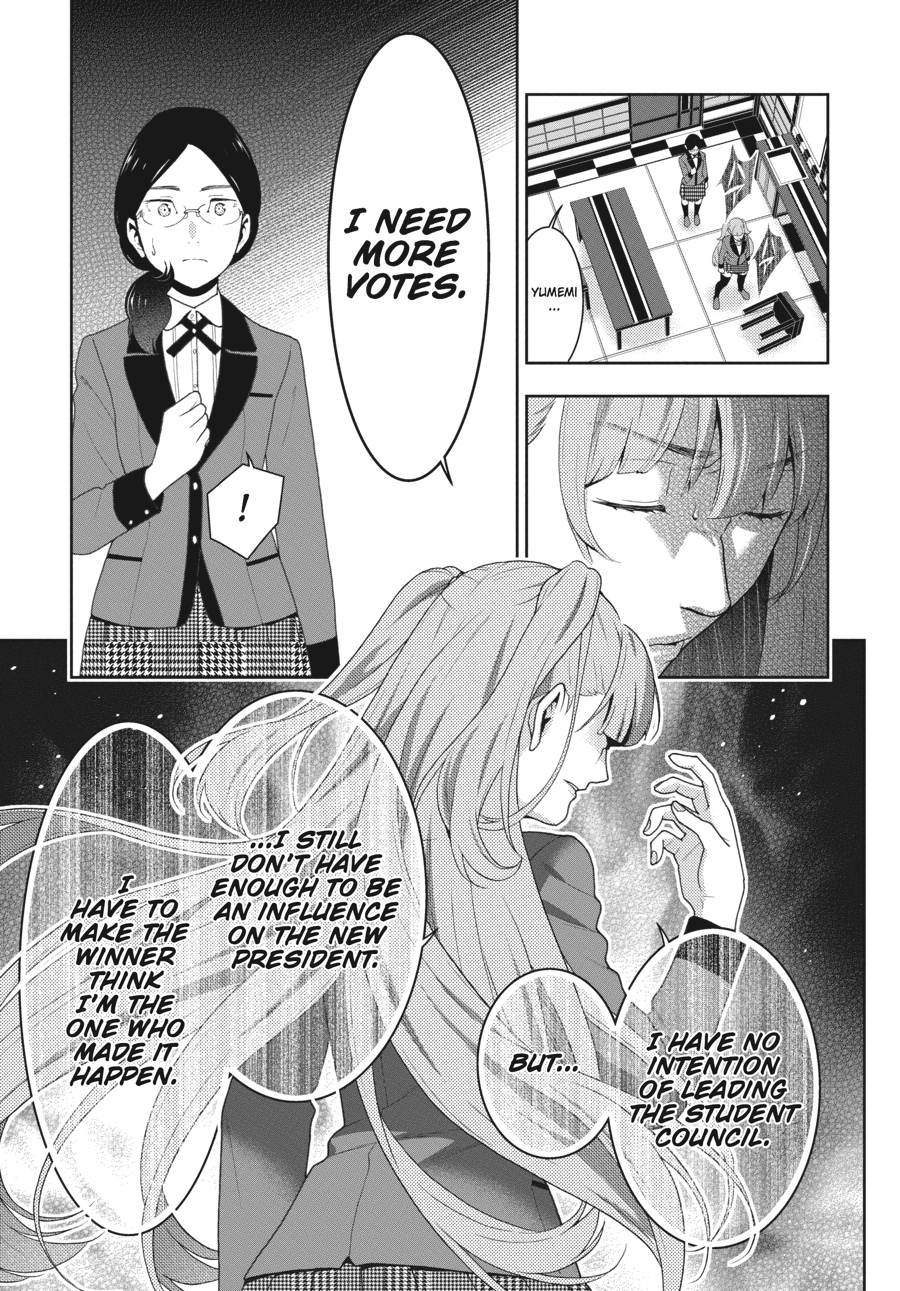 YUMEMI
...
I NEED
MORE
VOTES.
!
I HAVE NO
INTENTION
OF LEADING
THE STUDENT
COUNCIL.
BUT...
...I STILL
DON'T HAVE
ENOUGH TO BE
AN INFLUENCE
ON THE NEW
PRESIDENT.
I
HAVE TO
MAKE THE
WINNER
THINK
I'M THE
ONE WHO
MADE IT
HAPPEN.